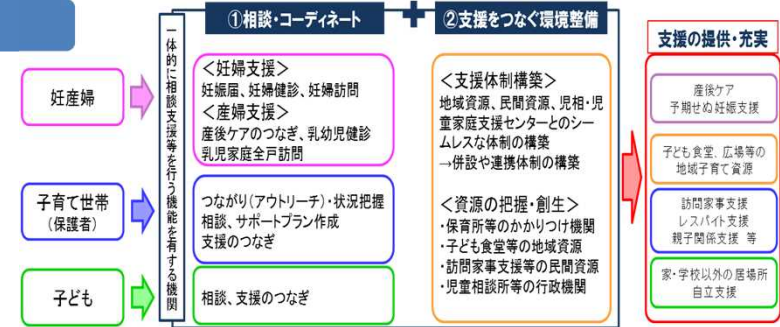 ①相談・コーディネート
②支援をつなぐ環境整備
支援の提供・充実
一体的に相談支援等を行う機能を有する機関
妊産婦
＜妊婦支援＞
妊娠届、妊婦健診、妊婦訪問
＜産婦支援＞
産後ケアのつなぎ、乳幼児健診
乳児家庭全戸訪問
子育て世帯
(保護者)
つながり(アウトリーチ)・状況把握
相談、サポートプラン作成
支援のつなぎ
子ども
相談、支援のつなぎ
＜支援体制構築＞
地域資源、民間資源、児相・児
童家庭支援センターとのシー
ムレスな体制の構築
→併設や連携体制の構築
＜資源の把握・創生＞
・保育所等のかかりつけ機関
・子ども食堂等の地域資源
・訪問家事支援等の民間資源
・児童相談所等の行政機関
産後ケア
予期せぬ妊娠支援
子ども食堂、広場等の
地域子育て資源
訪問家事支援
レスパイト支援
親子関係支援 等
家・学校以外の居場所
自立支援